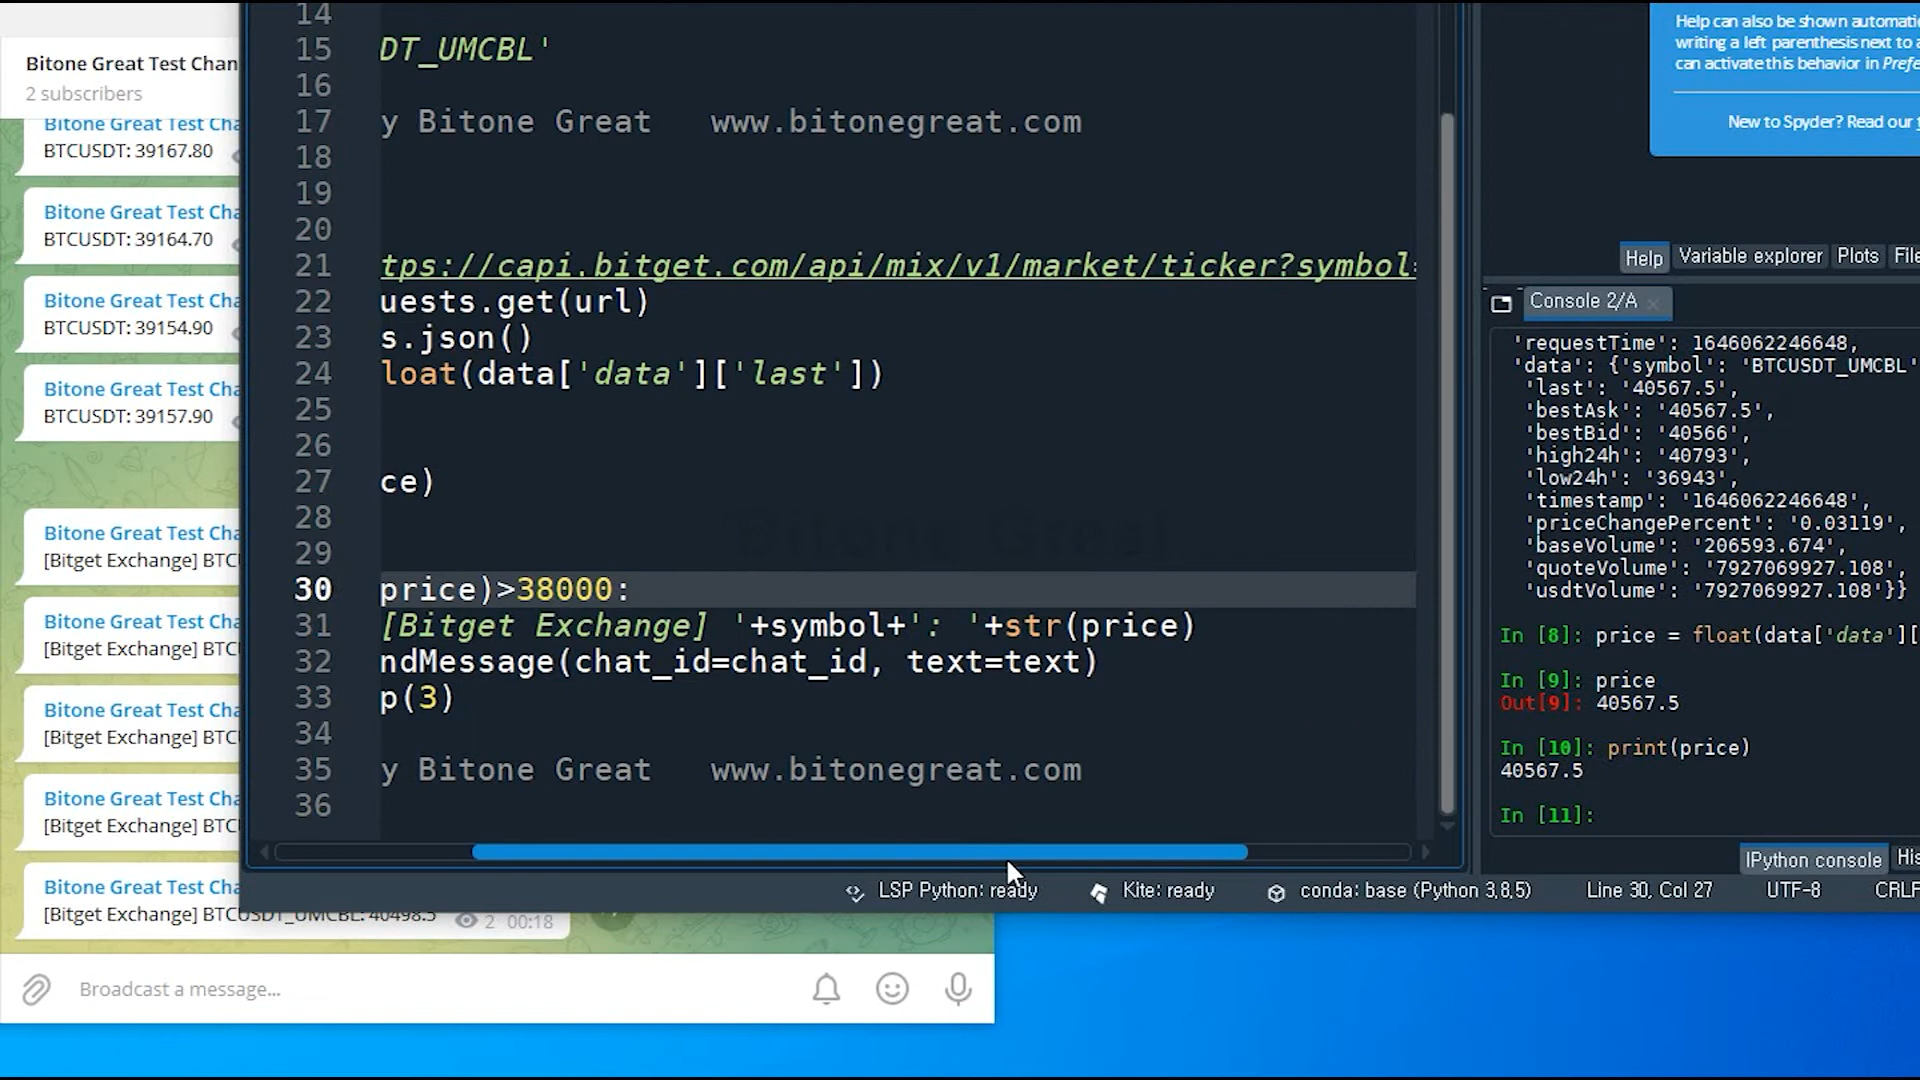 Bitone Great Test Chan
2 subscribers
Bitone Great Test Cha
BTCUSDT: 39167.80
Bitone Great Test Cha
BTCUSDT: 39164.70
Bitone Great Test Cha
BTCUSDT: 39154.90
Bitone Great Test Cha
BTCUSDT: 39157.90
Bitone Great Test Cha
[Bitget Exchange] BTC
Bitone Great Test Cha
[Bitget Exchange] BTC
Bitone Great Test Cha
[Bitget Exchange] BTC
Bitone Great Test Cha
[Bitget Exchange] BTC
Bitone Great Test Cha
[Bitget Exchange] BTCUSDT_UMCBL: 40498.5
2 00:18
Broadcast a message...
14
15 DT_UMCBL'
16
17 y Bitone Great www.bitonegreat.com
18
19
20
21 tps://capi.bitget.com/api/mix/v1/market/ticker?symbol=
22 uests.get(url)
23 s.json()
24 loat(data['data']['last'])
25
26
27 ce)
28
29
30 price)>38000:
31 [Bitget Exchange] '+symbol+': '+str(price)
32 ndMessage(chat_id=chat_id, text=text)
33 p(3)
34
35 y Bitone Great www.bitonegreat.com
36
Bitone Great
Help can also be shown automatic
writing a left parenthesis next to a
can activate this behavior in Prefe
New to Spyder? Read our t
Help Variable explorer Plots File
Console 2/A
'requestTime': 1646062246648,
'data': {'symbol': 'BTCUSDT_UMCBL'
'last': '40567.5',
'bestAsk': '40567.5',
'bestBid': '40566',
'high24h': '40793',
'low24h': '36943',
'timestamp': '1646062246648',
'priceChangePercent': '0.03119',
'baseVolume': '206593.674',
'quoteVolume': '7927069927.108',
'usdtVolume': '7927069927.108'}}
In [8]: price = float(data['data'][
In [9]: price
Out[9]: 40567.5
In [10]: print(price)
40567.5
In [11]:
IPython console His
LSP Python: ready Kite: ready conda: base (Python 3.8.5) Line 30, Col 27 UTF-8 CRLF